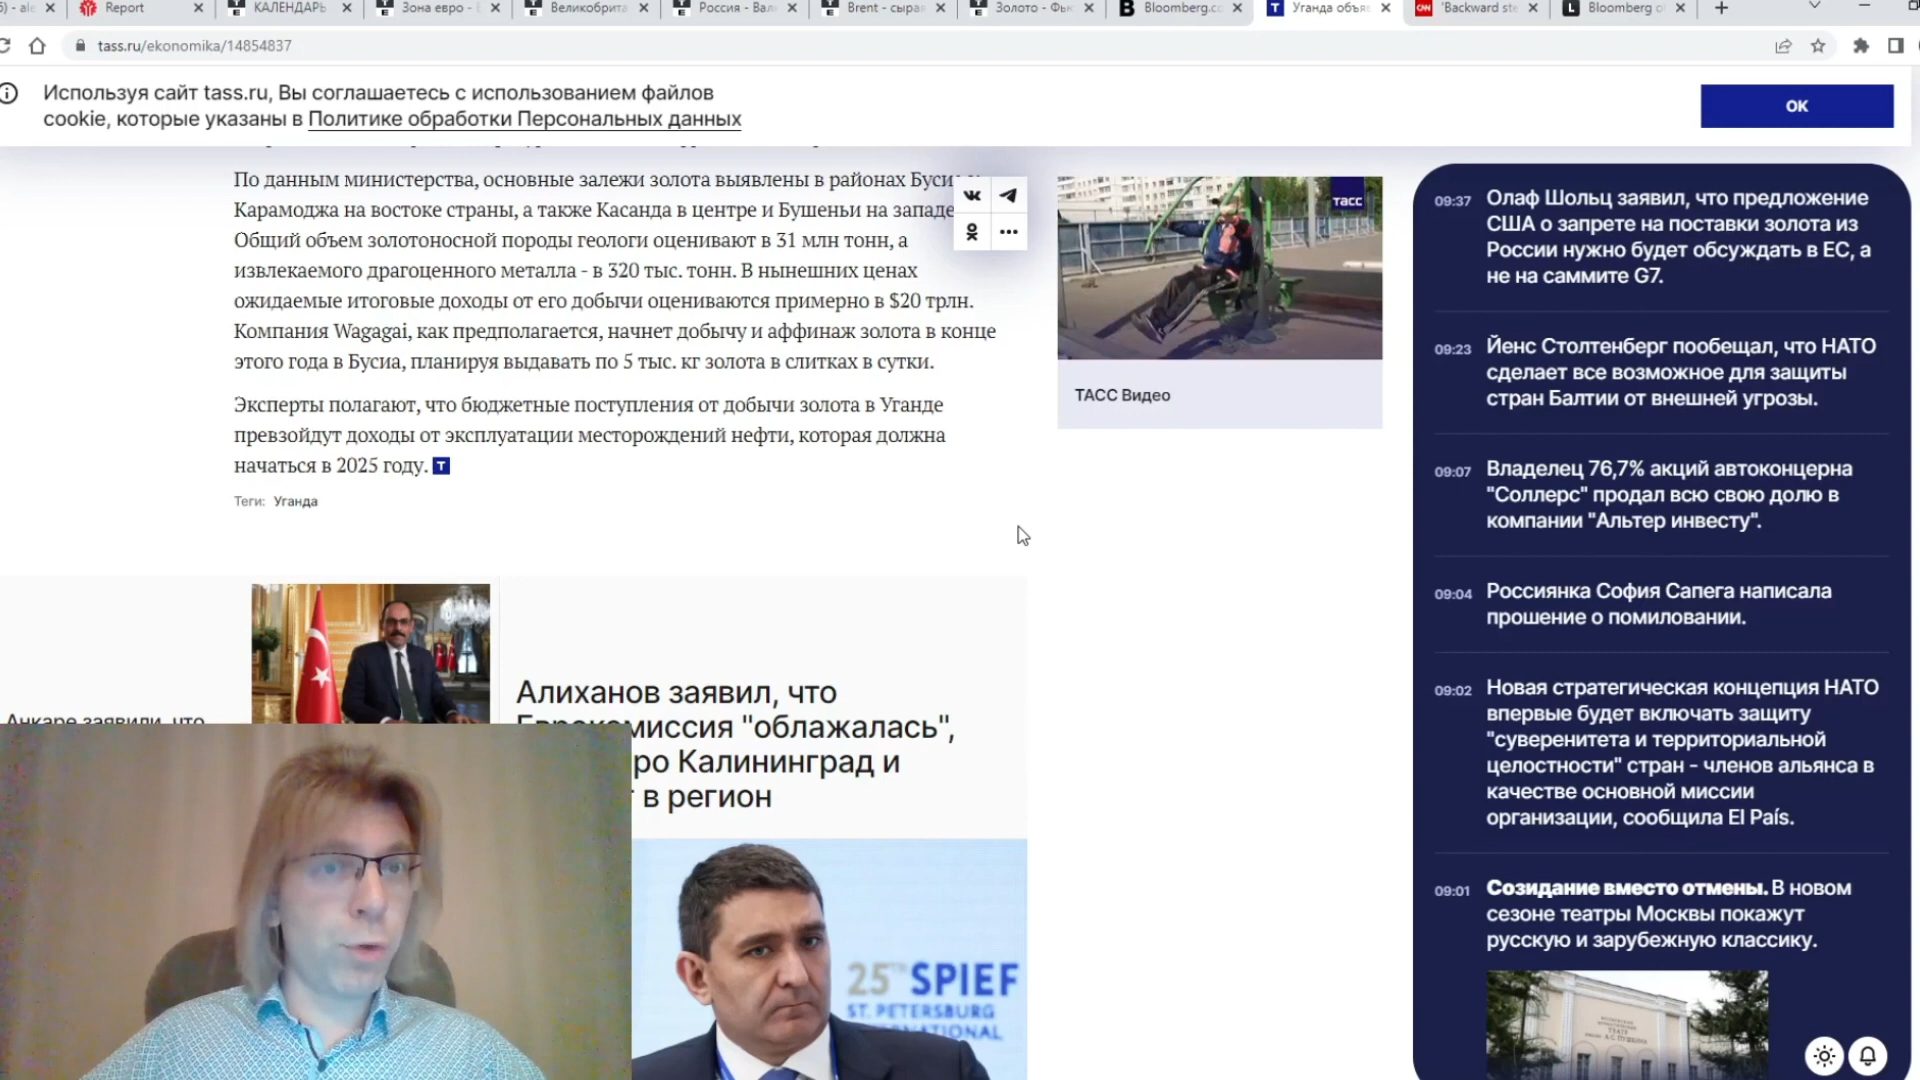 Report
КАЛЕНДАРЬ
Зона евро -
Великобрита
Россия - Вал
Brent - сырая
Золото - Фью
Bloomberg.co
Уганда объяв
'Backward ste
Bloomberg o
tass.ru/ekonomika/14854837
Используя сайт tass.ru, Вы соглашаетесь с использованием файлов
cookie, которые указаны в Политике обработки Персональных данных
ОК
По данным министерства, основные залежи золота выявлены в районах Буси
Карамоджа на востоке страны, а также Касанда в центре и Бушеньи на западе
Общий объем золотоносной породы геологи оценивают в 31 млн тонн, а
извлекаемого драгоценного металла - в 320 тыс. тонн. В нынешних ценах
ожидаемые итоговые доходы от его добычи оцениваются примерно в $20 трлн.
Компания Wagagai, как предполагается, начнет добычу и аффинаж золота в конце
этого года в Бусиа, планируя выдавать по 5 тыс. кг золота в слитках в сутки.
Эксперты полагают, что бюджетные поступления от добычи золота в Уганде
превзойдут доходы от эксплуатации месторождений нефти, которая должна
начаться в 2025 году. Т
Теги: Уганда
тасс
ТАСС Видео
Анкаре заявили, что
Алиханов заявил, что
Еврокомиссия "облажалась",
ро Калининград и
в регион
25TH SPIEF
ST. PETERSBURG
09:37 Олаф Шольц заявил, что предложение
США о запрете на поставки золота из
России нужно будет обсуждать в ЕС, а
не на саммите G7.
09:23 Йенс Столтенберг пообещал, что НАТО
сделает все возможное для защиты
стран Балтии от внешней угрозы.
09:07 Владелец 76,7% акций автоконцерна
"Соллерс" продал всю свою долю в
компании "Альтер инвесту".
09:04 Россиянка София Сапега написала
прошение о помиловании.
09:02 Новая стратегическая концепция НАТО
впервые будет включать защиту
"суверенитета и территориальной
целостности" стран - членов альянса в
качестве основной миссии
организации, сообщила El País.
09:01 Созидание вместо отмены. В новом
сезоне театры Москвы покажут
русскую и зарубежную классику.